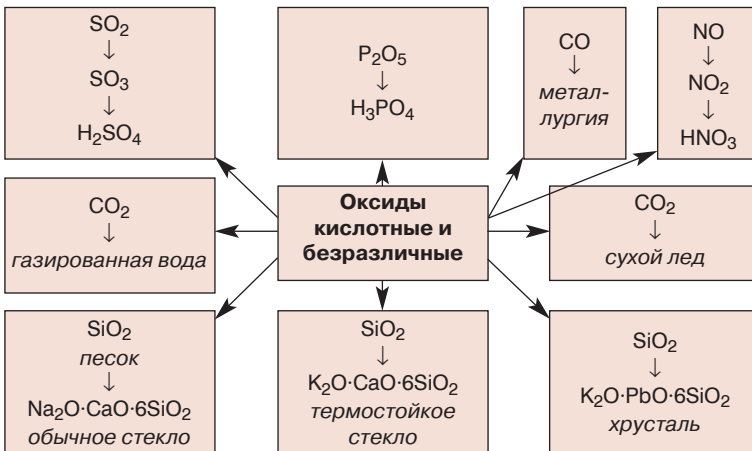 SO₂
↓
SO₃
↓
H₂SO₄
P₂O₅
↓
H₃PO₄
CO
↓
метал-
лургия
NO
↓
NO₂
↓
HNO₃
CO₂
↓
газированная вода
Оксиды
кислотные и
безразличные
CO₂
↓
сухой лед
SiO₂
песок
↓
Na₂O·CaO·6SiO₂
обычное стекло
SiO₂
↓
K₂O·CaO·6SiO₂
термостойкое
стекло
SiO₂
↓
K₂O·PbO·6SiO₂
хрусталь